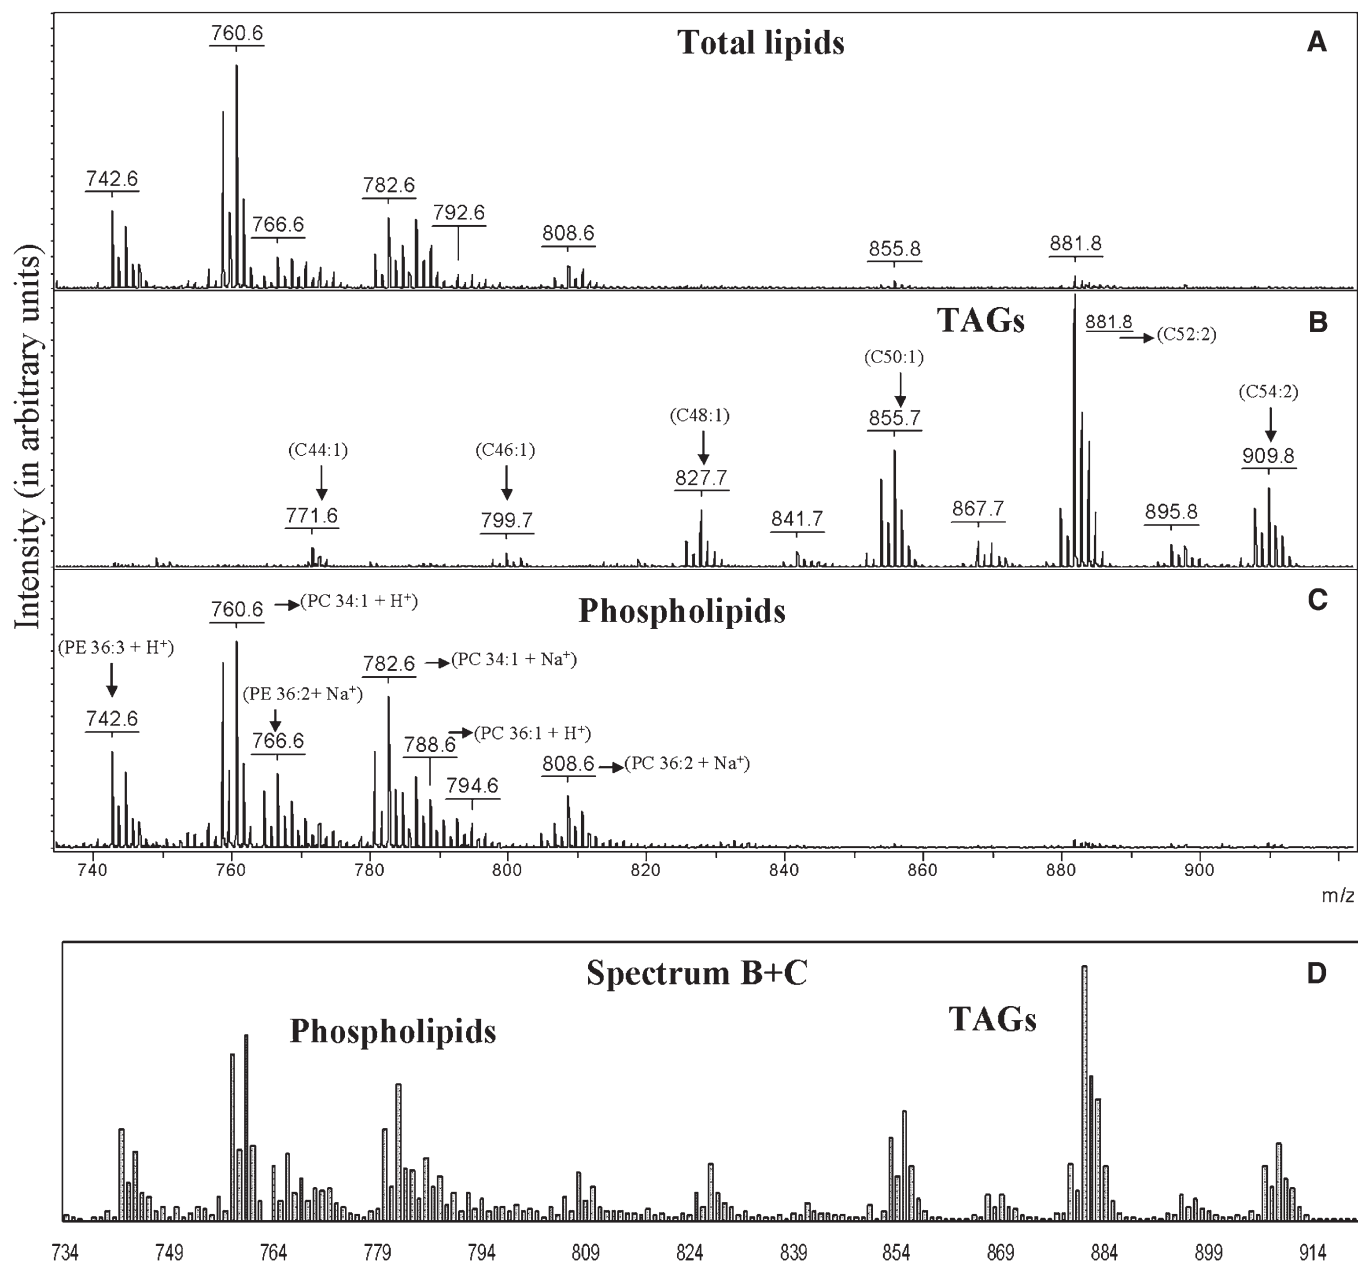 Intensity (in arbitrary units)
Total lipids
A
760.6
742.6
766.6
782.6
792.6
808.6
855.8
881.8
TAGs
B
881.8
(C52:2)
(C50:1)
855.7
(C54:2)
909.8
(C48:1)
827.7
(C44:1)
771.6
(C46:1)
799.7
841.7
867.7
895.8
Phospholipids
C
760.6
(PC 34:1 + H⁺)
(PE 36:3 + H⁺)
742.6
782.6
(PC 34:1 + Na⁺)
(PE 36:2+ Na⁺)
766.6
788.6
(PC 36:1 + H⁺)
794.6
808.6
(PC 36:2 + Na⁺)
740 760 780 800 820 840 860 880 900
m/z
Spectrum B+C
D
Phospholipids
TAGs
734 749 764 779 794 809 824 839 854 869 884 899 914